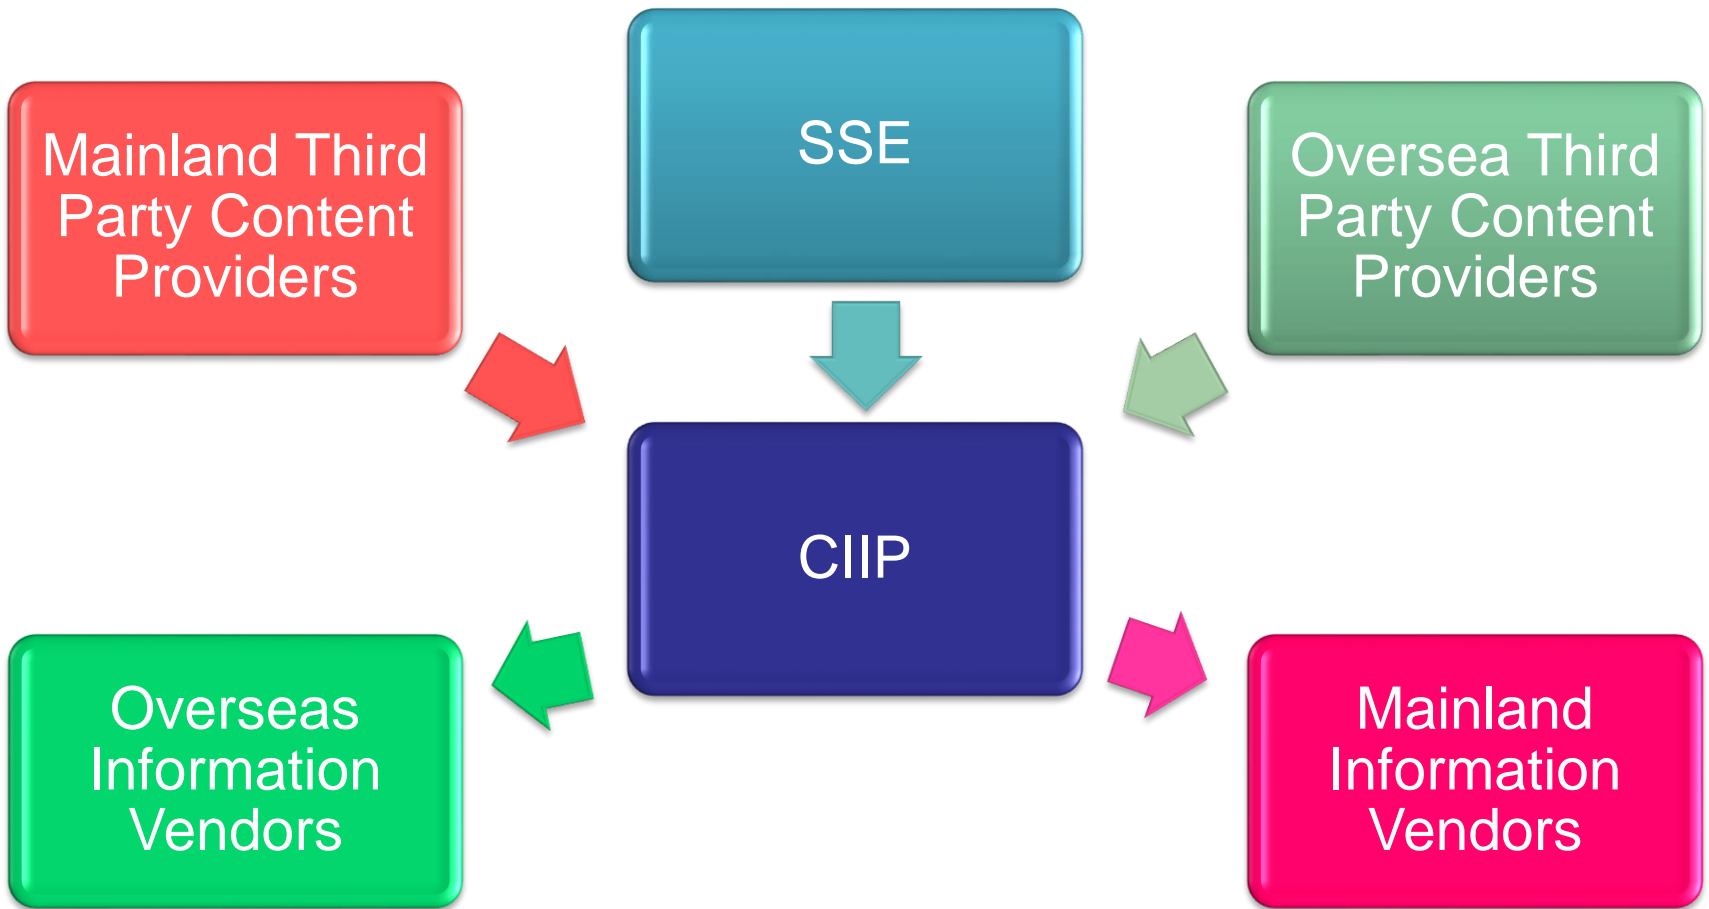 Mainland Third
Party Content
Providers
SSE
Oversea Third
Party Content
Providers
CIIP
Overseas
Information
Vendors
Mainland
Information
Vendors